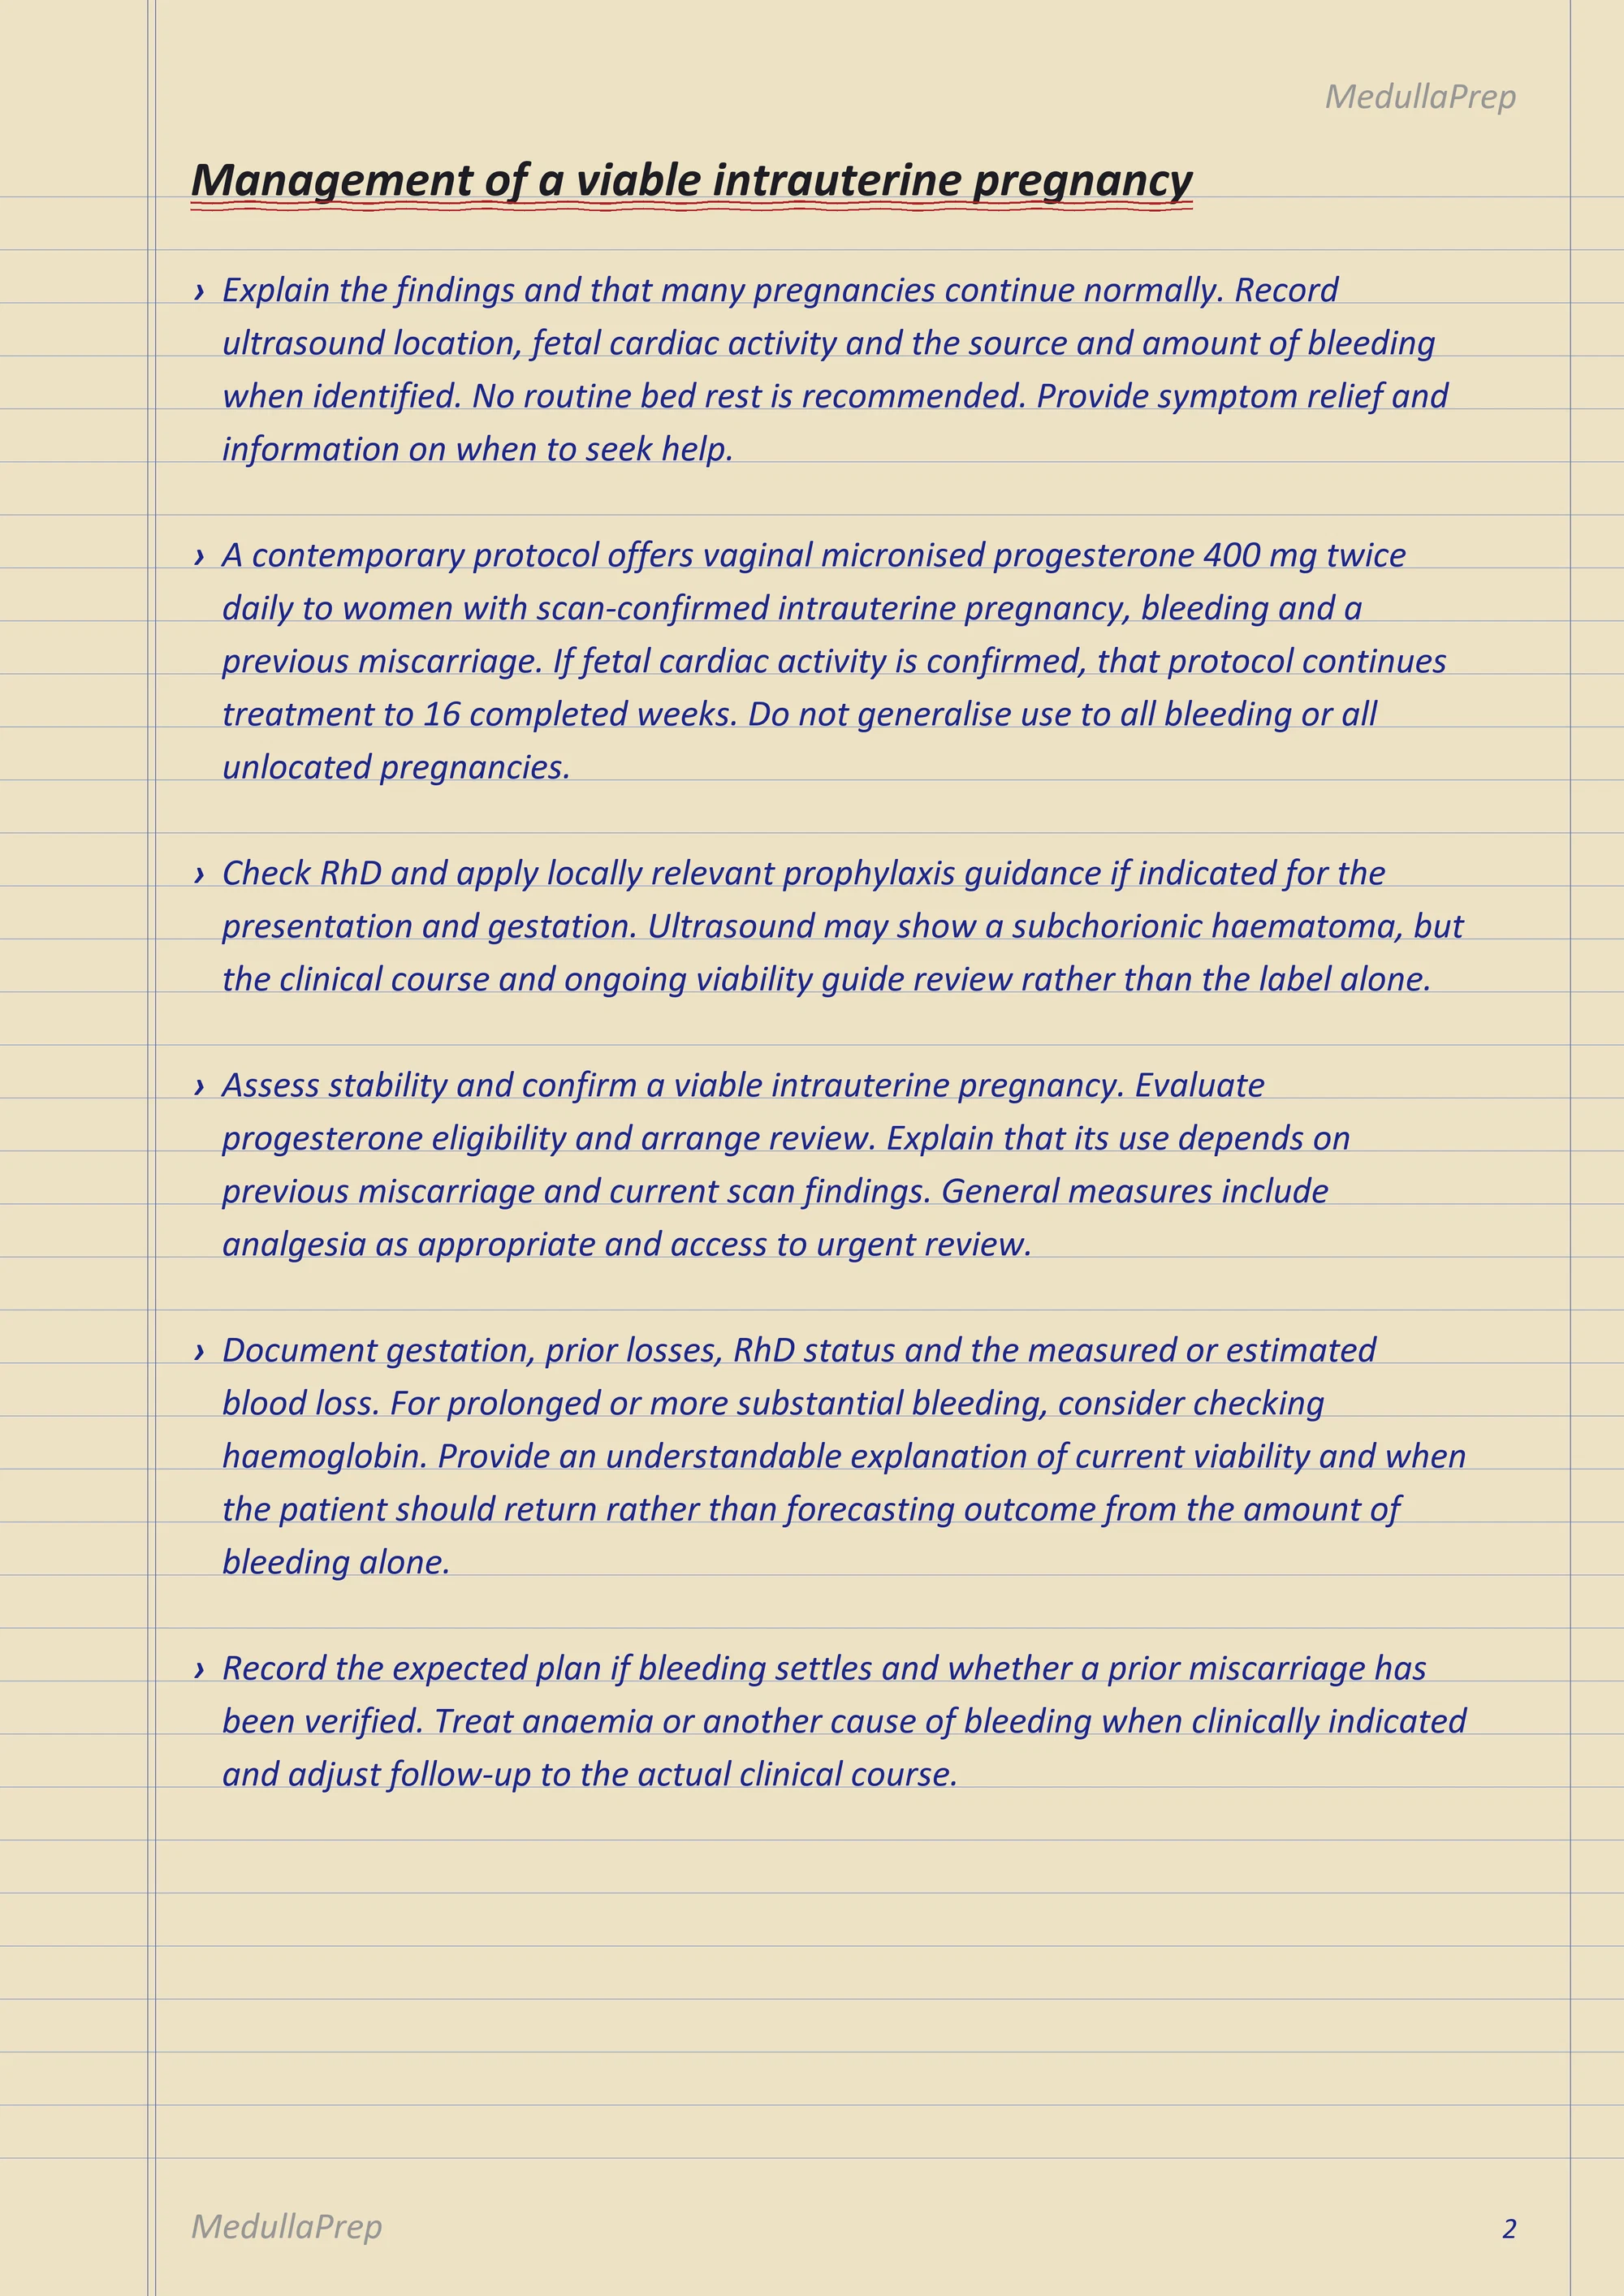 MedullaPrep
Management of a viable intrauterine pregnancy
› Explain the findings and that many pregnancies continue normally. Record
ultrasound location, fetal cardiac activity and the source and amount of bleeding
when identified. No routine bed rest is recommended. Provide symptom relief and
information on when to seek help.
› A contemporary protocol offers vaginal micronised progesterone 400 mg twice
daily to women with scan-confirmed intrauterine pregnancy, bleeding and a
previous miscarriage. If fetal cardiac activity is confirmed, that protocol continues
treatment to 16 completed weeks. Do not generalise use to all bleeding or all
unlocated pregnancies.
› Check RhD and apply locally relevant prophylaxis guidance if indicated for the
presentation and gestation. Ultrasound may show a subchorionic haematoma, but
the clinical course and ongoing viability guide review rather than the label alone.
› Assess stability and confirm a viable intrauterine pregnancy. Evaluate
progesterone eligibility and arrange review. Explain that its use depends on
previous miscarriage and current scan findings. General measures include
analgesia as appropriate and access to urgent review.
› Document gestation, prior losses, RhD status and the measured or estimated
blood loss. For prolonged or more substantial bleeding, consider checking
haemoglobin. Provide an understandable explanation of current viability and when
the patient should return rather than forecasting outcome from the amount of
bleeding alone.
› Record the expected plan if bleeding settles and whether a prior miscarriage has
been verified. Treat anaemia or another cause of bleeding when clinically indicated
and adjust follow-up to the actual clinical course.
MedullaPrep
2